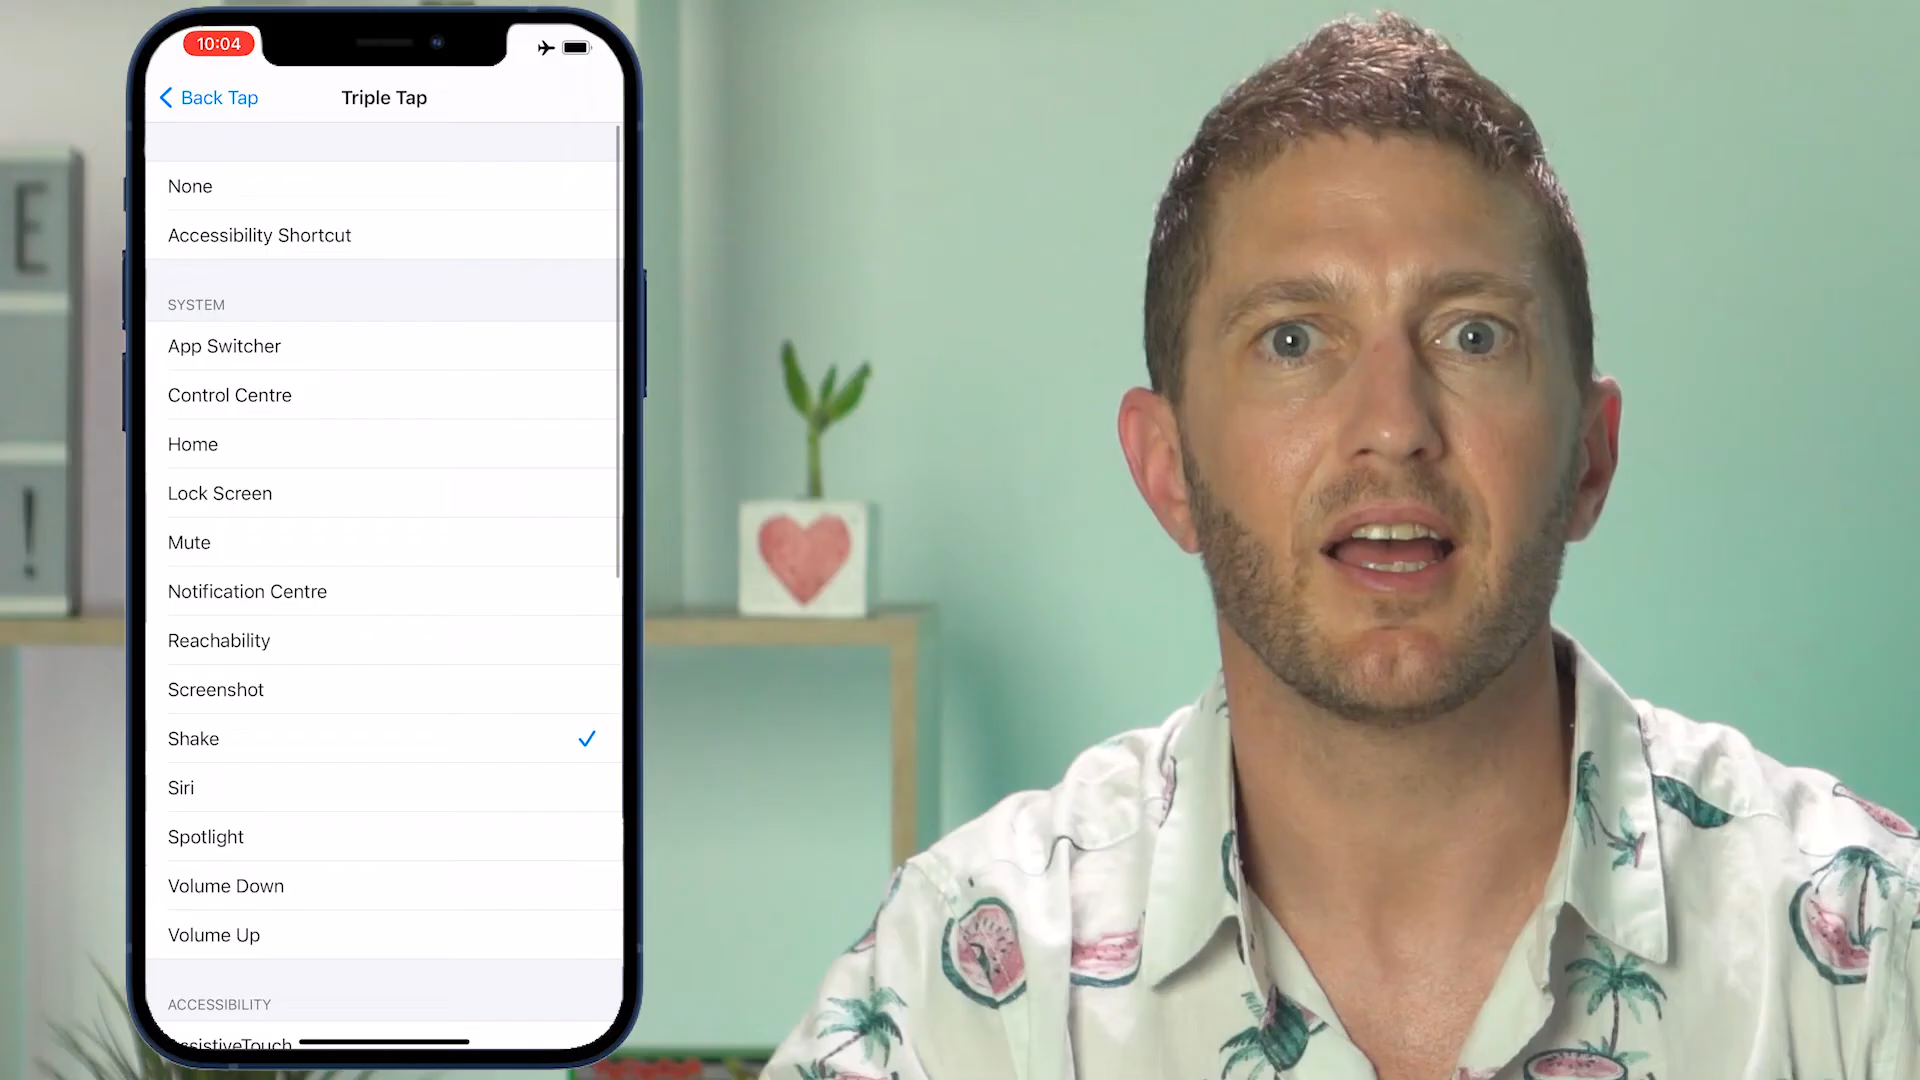 10:04
Back Tap
Triple Tap
None
Accessibility Shortcut
SYSTEM
App Switcher
Control Centre
Home
Lock Screen
Mute
Notification Centre
Reachability
Screenshot
Shake
Siri
Spotlight
Volume Down
Volume Up
ACCESSIBILITY
AssistiveTouch
E
!